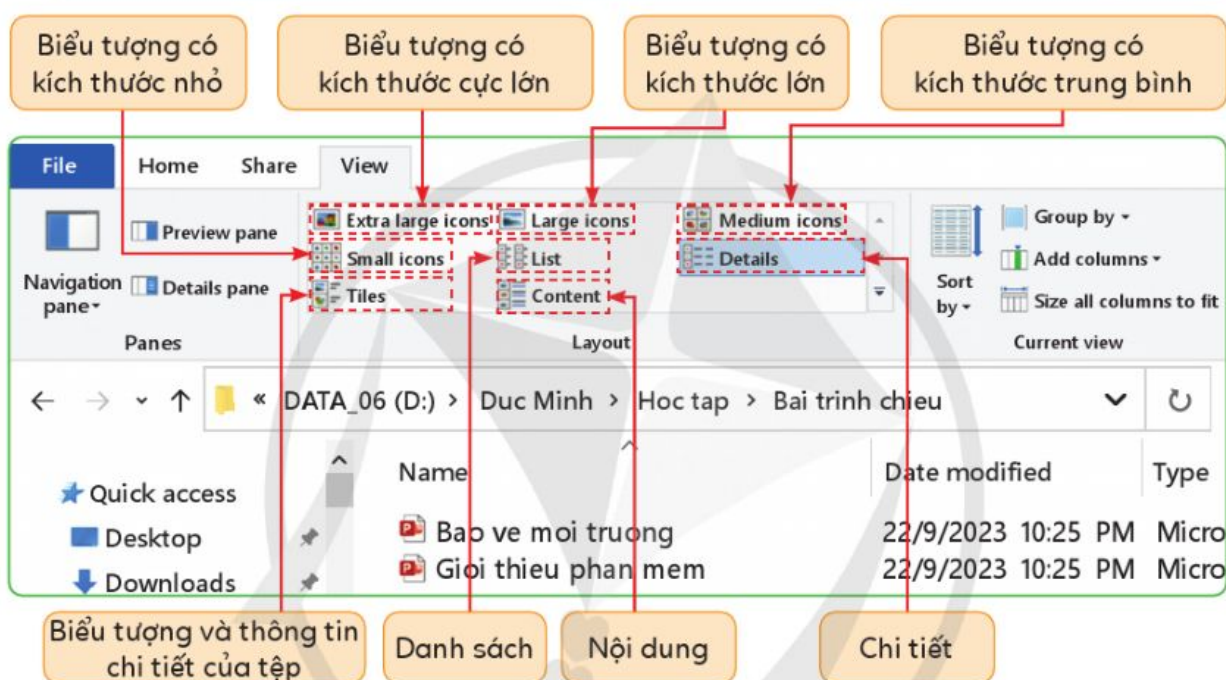 Biểu tượng có
kích thước nhỏ
Biểu tượng có
kích thước cực lớn
Biểu tượng có
kích thước lớn
Biểu tượng có
kích thước trung bình
File Home Share View
Navigation
pane
Preview pane
Details pane
Panes
Extra large icons Large icons Medium icons
Small icons List Details
Tiles Content
Layout
Sort
by
Group by
Add columns
Size all columns to fit
Current view
« DATA_06 (D:) > Duc Minh > Hoc tap > Bai trinh chieu
Quick access
Desktop
Downloads
Name Date modified Type
Bao ve moi truong 22/9/2023 10:25 PM Micro
Gioi thieu phan mem 22/9/2023 10:25 PM Micro
Biểu tượng và thông tin
chi tiết của tệp
Danh sách
Nội dung
Chi tiết